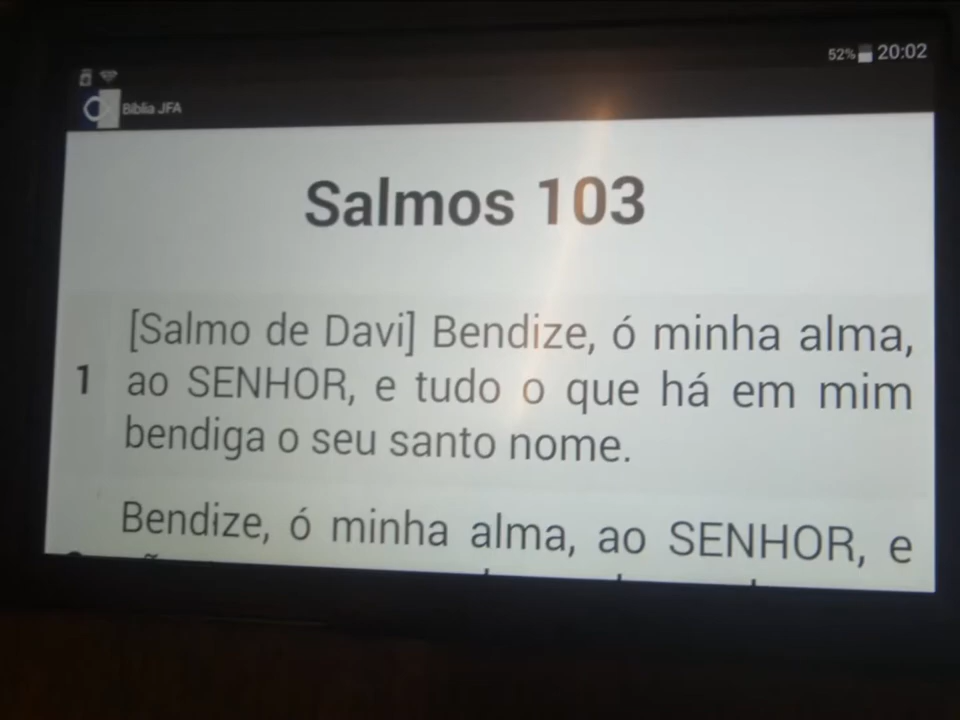 52% 20:02
Bíblia JFA
Salmos 103
[Salmo de Davi] Bendize, ó minha alma,
1 ao SENHOR, e tudo o que há em mim
bendiga o seu santo nome.
Bendize, ó minha alma, ao SENHOR, e